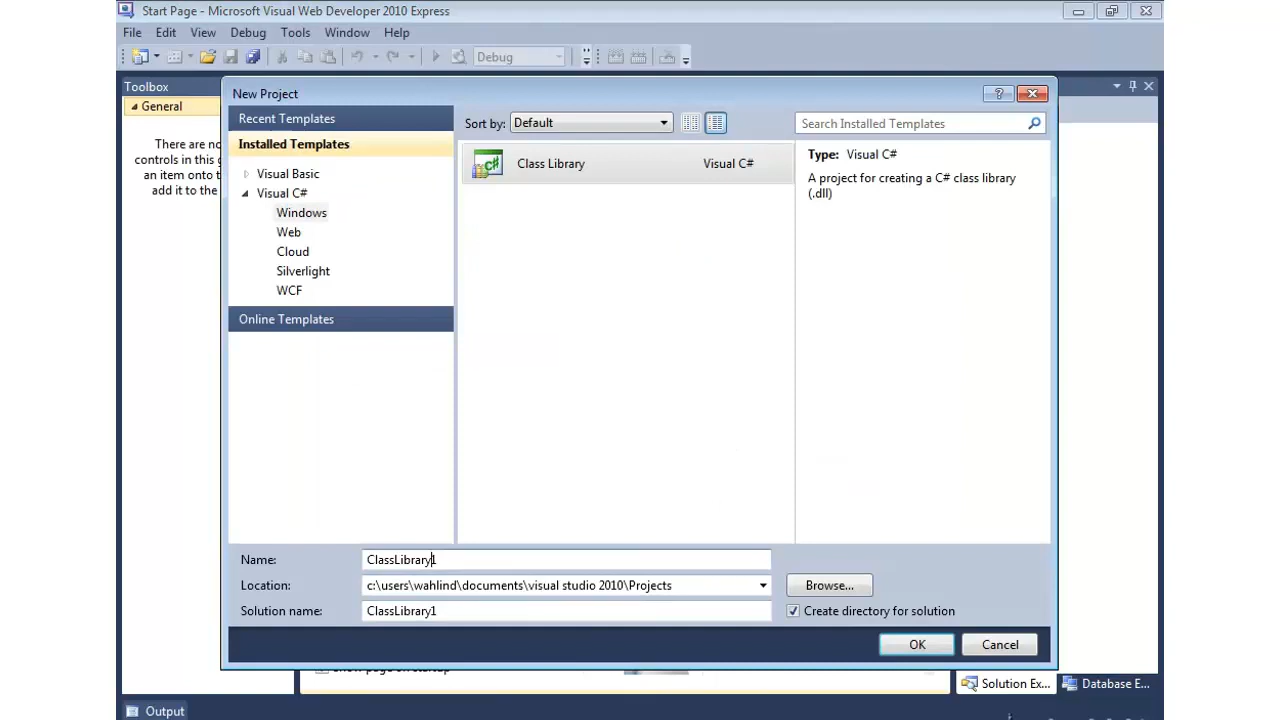 Start Page - Microsoft Visual Web Developer 2010 Express
File Edit View Debug Tools Window Help
Debug
Toolbox
General
There are no
controls in this g
an item onto t
add it to the
New Project
Recent Templates
Installed Templates
Visual Basic
Visual C#
Windows
Web
Cloud
Silverlight
WCF
Online Templates
Sort by: Default
Class Library Visual C#
Search Installed Templates
Type: Visual C#
A project for creating a C# class library
(.dll)
Name: ClassLibrary1
Location: c:\users\wahlind\documents\visual studio 2010\Projects
Browse...
Solution name: ClassLibrary1
Create directory for solution
OK Cancel
page on startup
Solution Ex... Database E...
Output